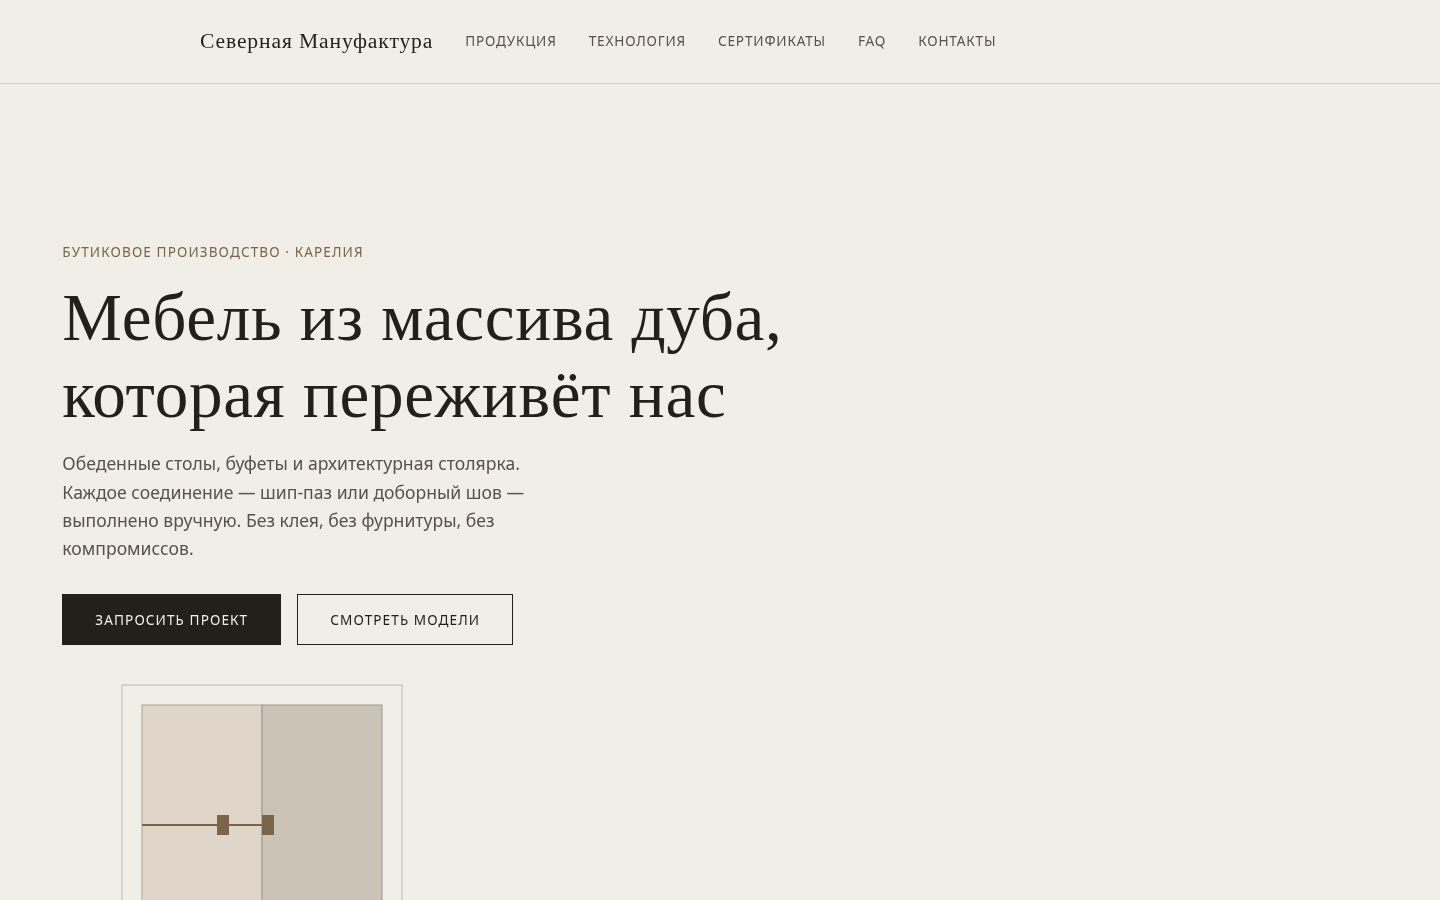 Северная Мануфактура
ПРОДУКЦИЯ
ТЕХНОЛОГИЯ
СЕРТИФИКАТЫ
FAQ
КОНТАКТЫ
БУТИКОВОЕ ПРОИЗВОДСТВО · КАРЕЛИЯ
Мебель из массива дуба,
которая переживёт нас
Обеденные столы, буфеты и архитектурная столярка.
Каждое соединение — шип-паз или доборный шов —
выполнено вручную. Без клея, без фурнитуры, без
компромиссов.
ЗАПРОСИТЬ ПРОЕКТ
СМОТРЕТЬ МОДЕЛИ